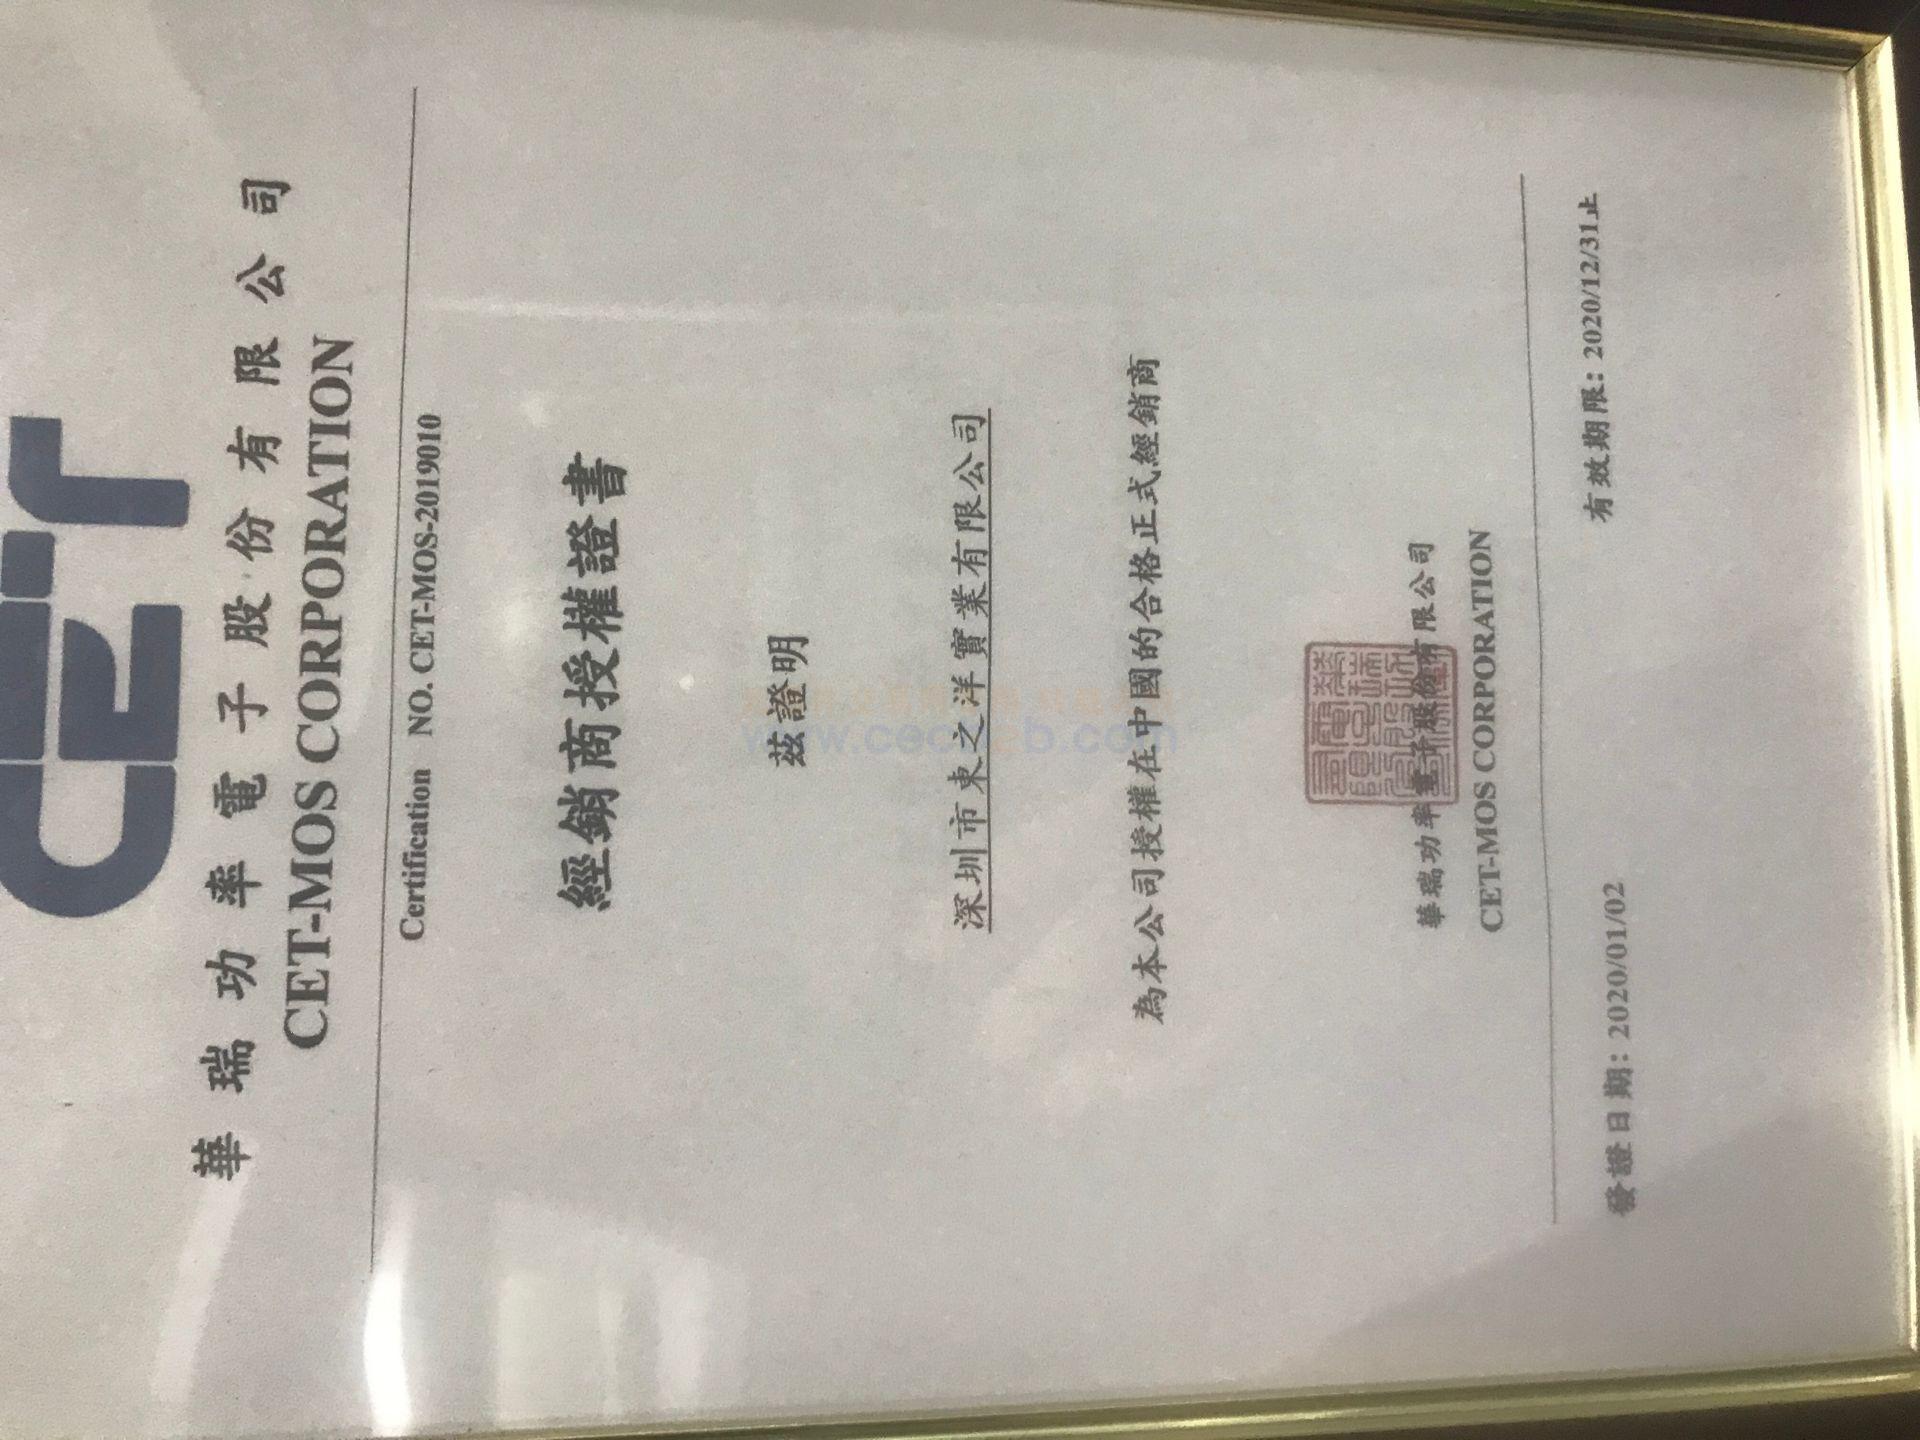 CET
華瑞功率電子股份有限公司
CET-MOS CORPORATION
Certification NO. CET-MOS-2019010
經銷商授權證書
茲證明
深圳市東之洋實業有限公司
為本公司授權在中國的合格正式經銷商
華瑞功率電子股份有限公司
CET-MOS CORPORATION
發證日期: 2020/01/02 有效期限: 2020/12/31止